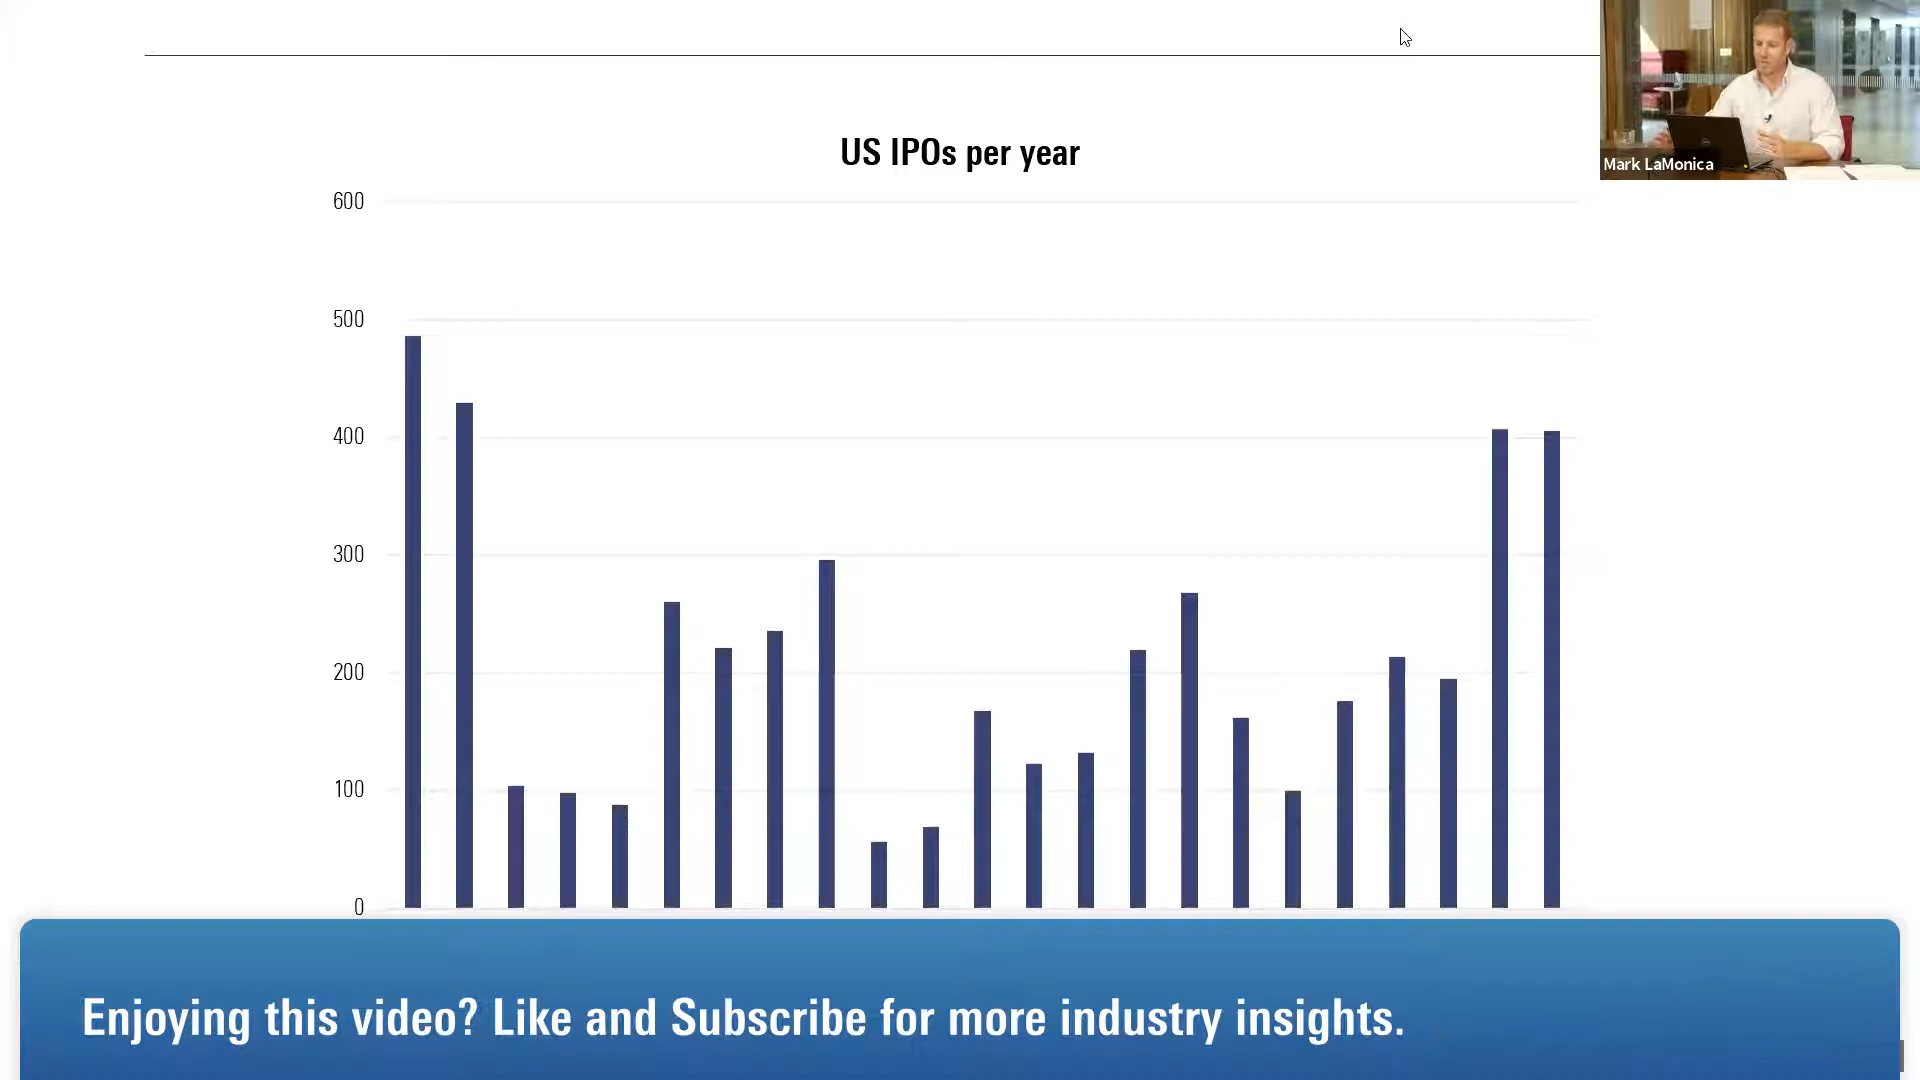 Mark LaMonica
US IPOs per year
600
500
400
300
200
100
0
Enjoying this video? Like and Subscribe for more industry insights.